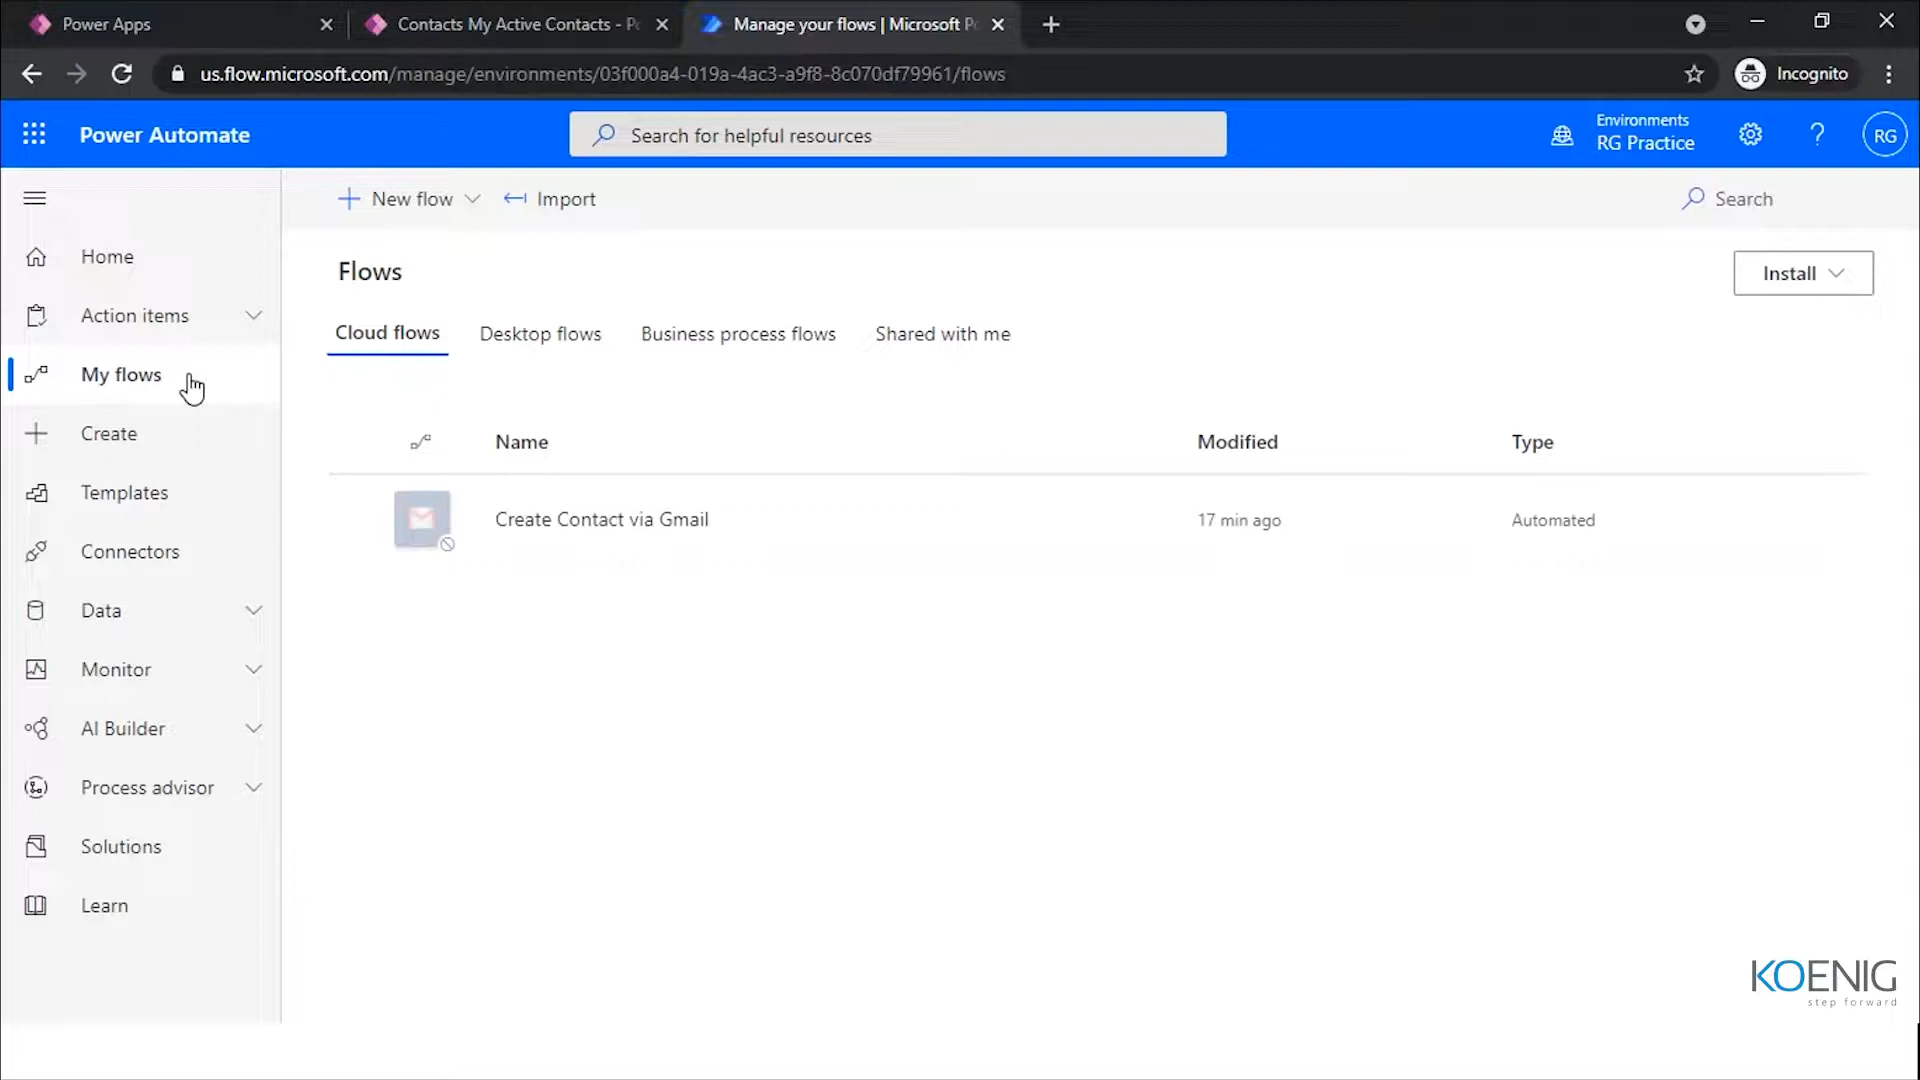 Power Apps
Contacts My Active Contacts - Po
Manage your flows | Microsoft Po
us.flow.microsoft.com/manage/environments/03f000a4-019a-4ac3-a9f8-8c070df79961/flows
Incognito
Power Automate
Search for helpful resources
Environments
RG Practice
RG
New flow
Import
Search
Home
Action items
My flows
Create
Templates
Connectors
Data
Monitor
AI Builder
Process advisor
Solutions
Learn
Flows
Install
Cloud flows
Desktop flows
Business process flows
Shared with me
Name
Modified
Type
Create Contact via Gmail
17 min ago
Automated
KOENIG
step forward